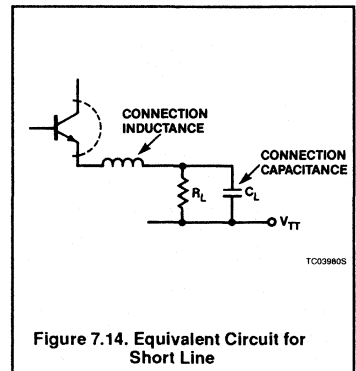 CONNECTION
INDUCTANCE
CONNECTION
CAPACITANCE
RL
CL
VTT
TC03980S
Figure 7.14. Equivalent Circuit for
Short Line